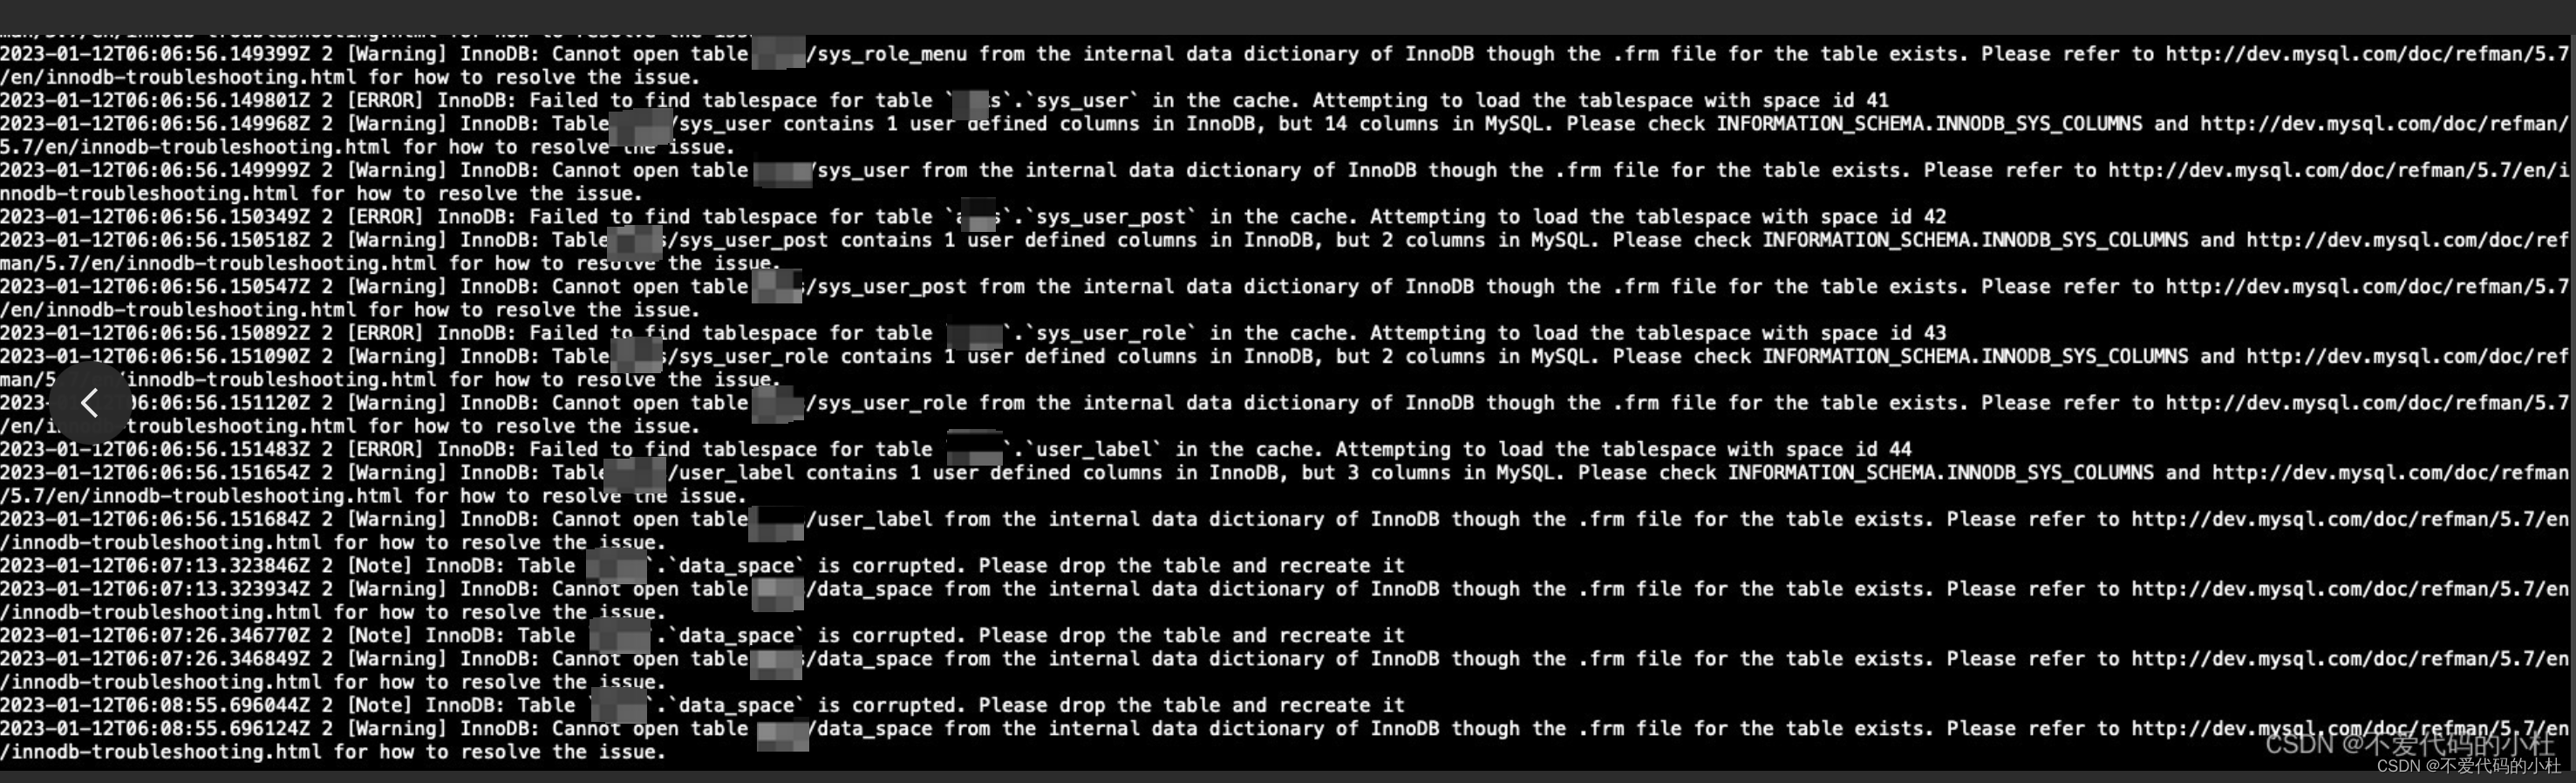 2023-01-12T06:06:56.149399Z 2 [Warning] InnoDB: Cannot open table /sys_role_menu from the internal data dictionary of InnoDB though the .frm file for the table exists. Please refer to http://dev.mysql.com/doc/refman/5.7
/en/innodb-troubleshooting.html for how to resolve the issue.
2023-01-12T06:06:56.149801Z 2 [ERROR] InnoDB: Failed to find tablespace for table ` s`.`sys_user` in the cache. Attempting to load the tablespace with space id 41
2023-01-12T06:06:56.149968Z 2 [Warning] InnoDB: Table /sys_user contains 1 user defined columns in InnoDB, but 14 columns in MySQL. Please check INFORMATION_SCHEMA.INNODB_SYS_COLUMNS and http://dev.mysql.com/doc/refman/
5.7/en/innodb-troubleshooting.html for how to resolve the issue.
2023-01-12T06:06:56.149999Z 2 [Warning] InnoDB: Cannot open table /sys_user from the internal data dictionary of InnoDB though the .frm file for the table exists. Please refer to http://dev.mysql.com/doc/refman/5.7/en/i
nnodb-troubleshooting.html for how to resolve the issue.
2023-01-12T06:06:56.150349Z 2 [ERROR] InnoDB: Failed to find tablespace for table `a s`.`sys_user_post` in the cache. Attempting to load the tablespace with space id 42
2023-01-12T06:06:56.150518Z 2 [Warning] InnoDB: Table s/sys_user_post contains 1 user defined columns in InnoDB, but 2 columns in MySQL. Please check INFORMATION_SCHEMA.INNODB_SYS_COLUMNS and http://dev.mysql.com/doc/ref
man/5.7/en/innodb-troubleshooting.html for how to resolve the issue.
2023-01-12T06:06:56.150547Z 2 [Warning] InnoDB: Cannot open table /sys_user_post from the internal data dictionary of InnoDB though the .frm file for the table exists. Please refer to http://dev.mysql.com/doc/refman/5.7
/en/innodb-troubleshooting.html for how to resolve the issue.
2023-01-12T06:06:56.150892Z 2 [ERROR] InnoDB: Failed to find tablespace for table `.`sys_user_role` in the cache. Attempting to load the tablespace with space id 43
2023-01-12T06:06:56.151090Z 2 [Warning] InnoDB: Table s/sys_user_role contains 1 user defined columns in InnoDB, but 2 columns in MySQL. Please check INFORMATION_SCHEMA.INNODB_SYS_COLUMNS and http://dev.mysql.com/doc/ref
man/5 /innodb-troubleshooting.html for how to resolve the issue.
2023- 06:06:56.151120Z 2 [Warning] InnoDB: Cannot open table /sys_user_role from the internal data dictionary of InnoDB though the .frm file for the table exists. Please refer to http://dev.mysql.com/doc/refman/5.7
/en/i troubleshooting.html for how to resolve the issue.
2023-01-12T06:06:56.151483Z 2 [ERROR] InnoDB: Failed to find tablespace for table `.`user_label` in the cache. Attempting to load the tablespace with space id 44
2023-01-12T06:06:56.151654Z 2 [Warning] InnoDB: Table /user_label contains 1 user defined columns in InnoDB, but 3 columns in MySQL. Please check INFORMATION_SCHEMA.INNODB_SYS_COLUMNS and http://dev.mysql.com/doc/refman
/5.7/en/innodb-troubleshooting.html for how to resolve the issue.
2023-01-12T06:06:56.151684Z 2 [Warning] InnoDB: Cannot open table /user_label from the internal data dictionary of InnoDB though the .frm file for the table exists. Please refer to http://dev.mysql.com/doc/refman/5.7/en
/innodb-troubleshooting.html for how to resolve the issue.
2023-01-12T06:07:13.323846Z 2 [Note] InnoDB: Table `.`data_space` is corrupted. Please drop the table and recreate it
2023-01-12T06:07:13.323934Z 2 [Warning] InnoDB: Cannot open table /data_space from the internal data dictionary of InnoDB though the .frm file for the table exists. Please refer to http://dev.mysql.com/doc/refman/5.7/en
/innodb-troubleshooting.html for how to resolve the issue.
2023-01-12T06:07:26.346770Z 2 [Note] InnoDB: Table `.`data_space` is corrupted. Please drop the table and recreate it
2023-01-12T06:07:26.346849Z 2 [Warning] InnoDB: Cannot open table /data_space from the internal data dictionary of InnoDB though the .frm file for the table exists. Please refer to http://dev.mysql.com/doc/refman/5.7/en
/innodb-troubleshooting.html for how to resolve the issue.
2023-01-12T06:08:55.696044Z 2 [Note] InnoDB: Table `.`data_space` is corrupted. Please drop the table and recreate it
2023-01-12T06:08:55.696124Z 2 [Warning] InnoDB: Cannot open table /data_space from the internal data dictionary of InnoDB though the .frm file for the table exists. Please refer to http://dev.mysql.com/doc/refman/5.7/en
/innodb-troubleshooting.html for how to resolve the issue.
CSDN @不爱代码的小杜
CSDN @不爱代码的小杜